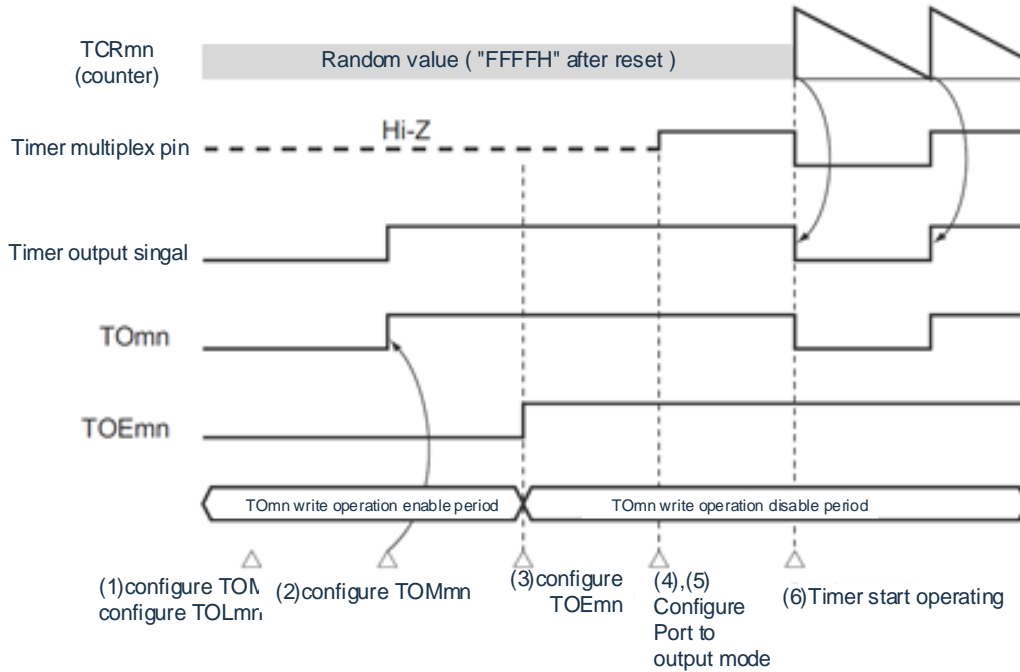 TCRmn
(counter)
Random value ( "FFFFH" after reset )
Hi-Z
Timer multiplex pin
Timer output singal
TOmn
TOEmn
TOmn write operation enable period
TOmn write operation disable period
(1)configure
configure TOLmn
(2)configure TOMmn
(3)configure
TOEmn
(4),(5)
Configure
Port to
output mode
(6)Timer start operating